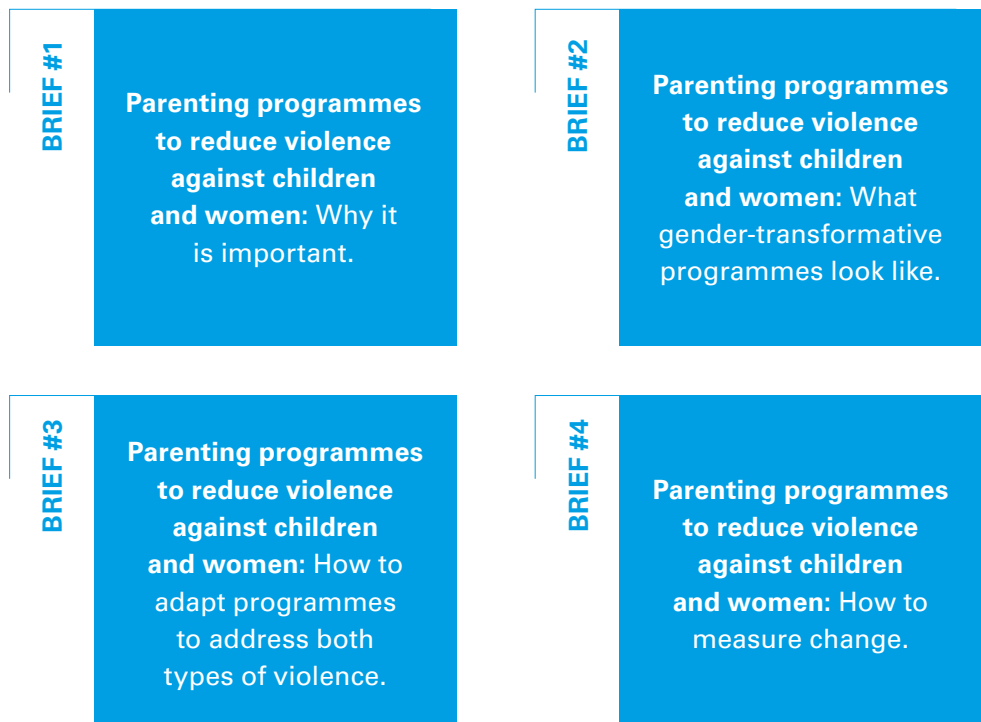 BRIEF #1
Parenting programmes
to reduce violence
against children
and women: Why it
is important.
BRIEF #2
Parenting programmes
to reduce violence
against children
and women: What
gender-transformative
programmes look like.
BRIEF #3
Parenting programmes
to reduce violence
against children
and women: How to
adapt programmes
to address both
types of violence.
BRIEF #4
Parenting programmes
to reduce violence
against children
and women: How to
measure change.